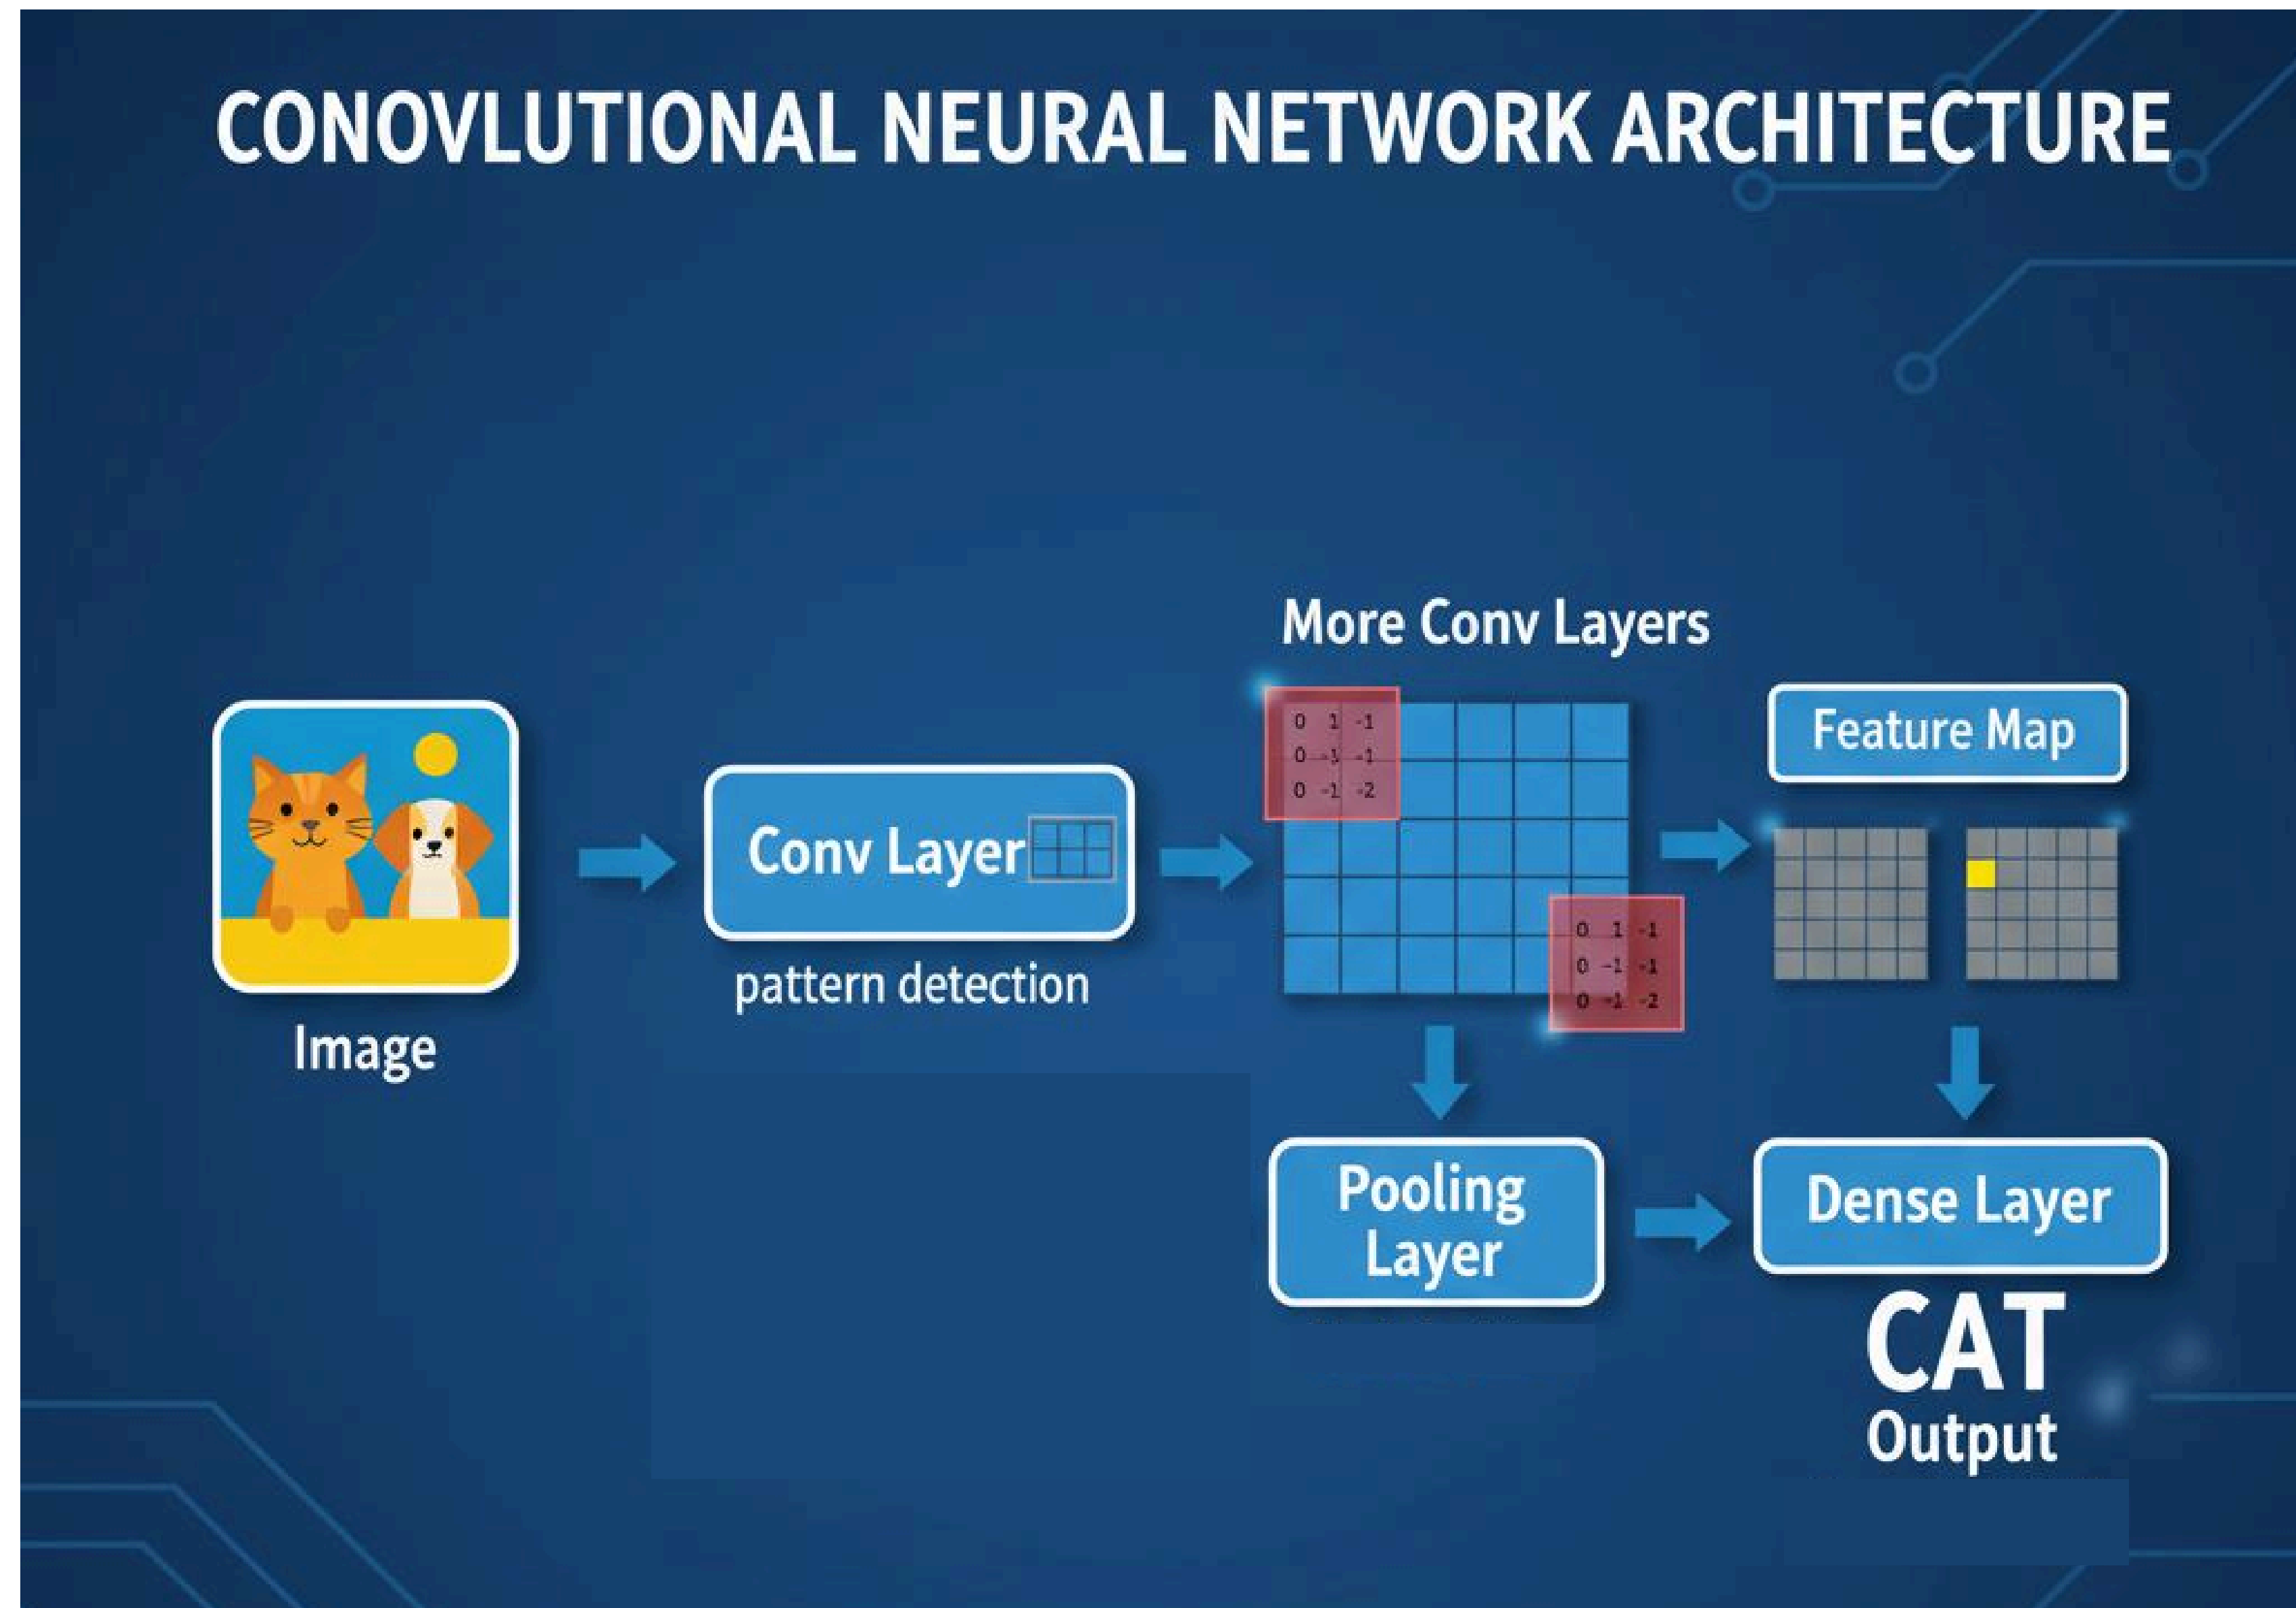 CONOVLUTIONAL NEURAL NETWORK ARCHITECTURE
More Conv Layers
0 1 -1
0 -1 -1
0 -1 -2
Feature Map
Conv Layer
pattern detection
0 1 -1
0 -1 -1
0 -1 -2
Image
Pooling
Layer
Dense Layer
CAT
Output